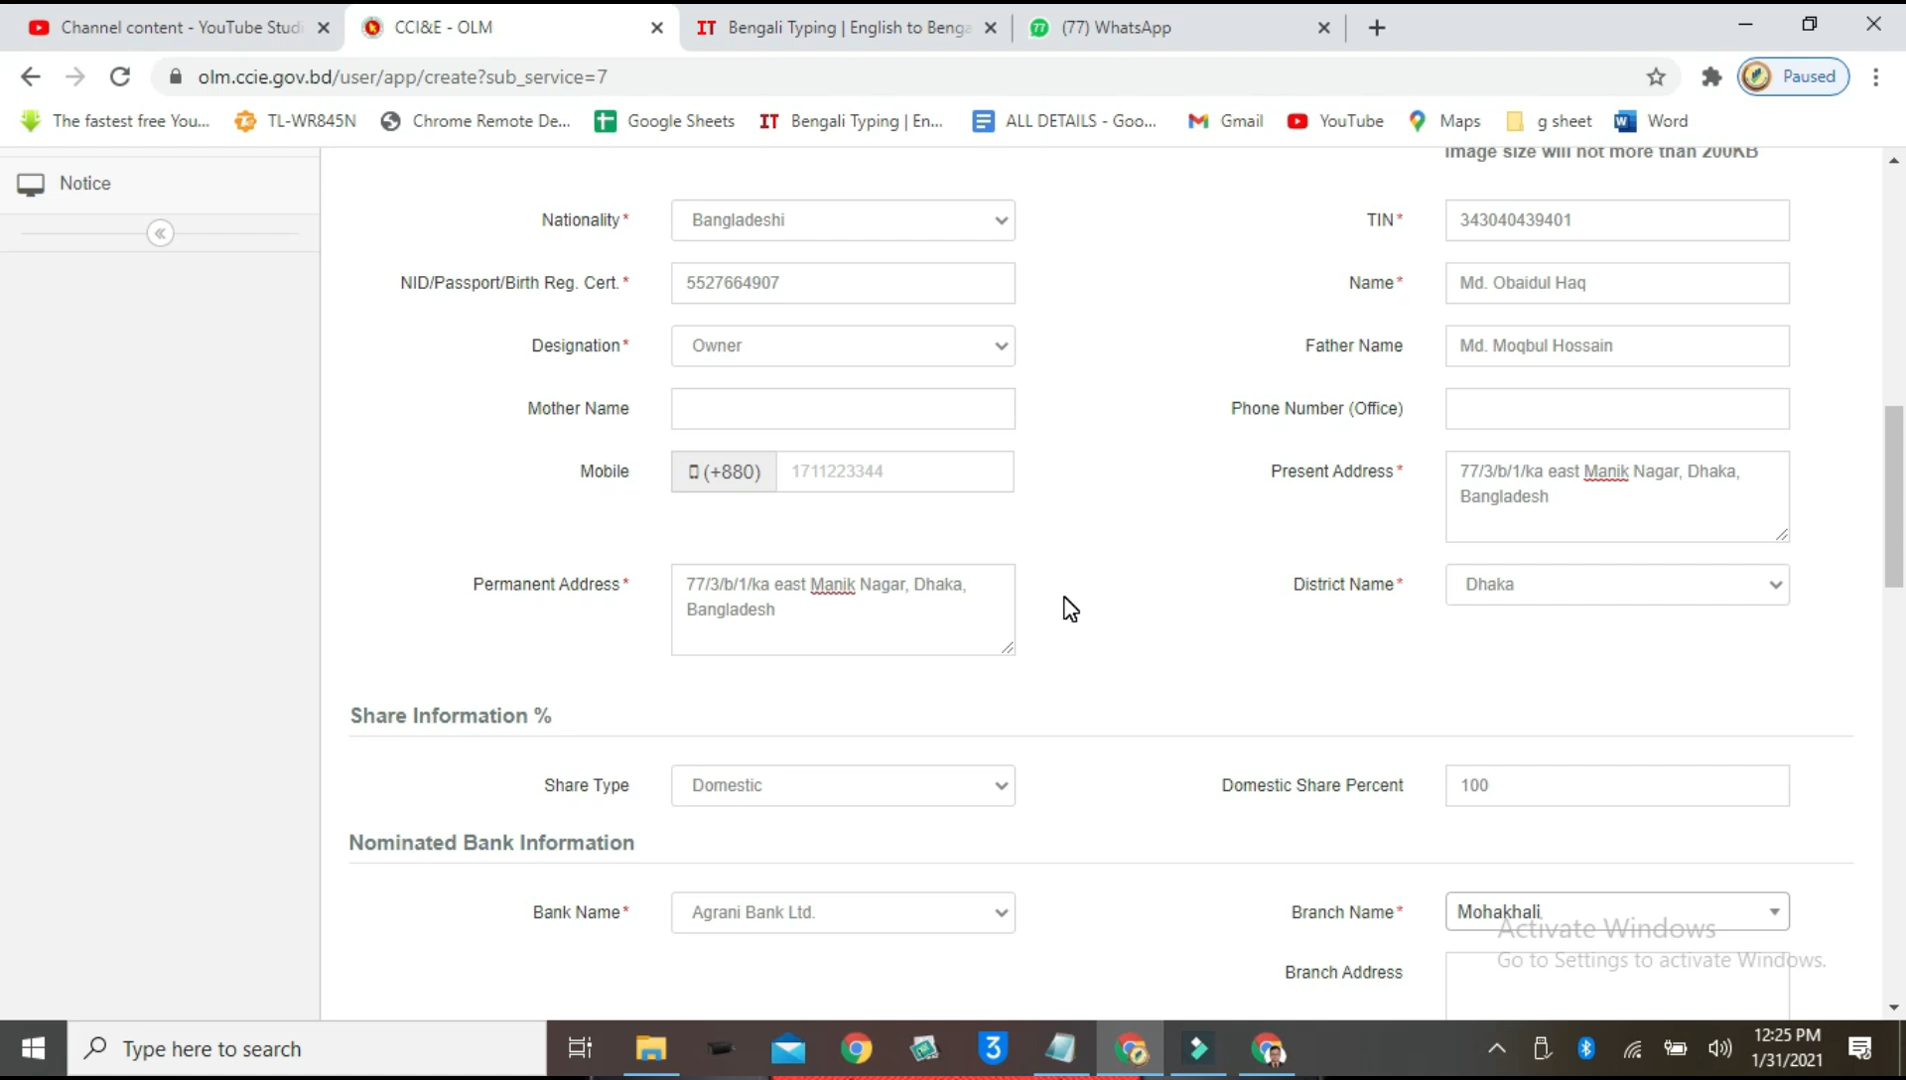 Channel content - YouTube Studi
CCI&E - OLM
IT Bengali Typing | English to Benga
77 (77) WhatsApp
olm.ccie.gov.bd/user/app/create?sub_service=7
Paused
The fastest free You...
TL-WR845N
Chrome Remote De...
Google Sheets
IT Bengali Typing | En...
ALL DETAILS - Goo...
Gmail
YouTube
Maps
g sheet
Word
Image size will not more than 200KB
Notice
Nationality* Bangladeshi
TIN* 343040439401
NID/Passport/Birth Reg. Cert.* 5527664907
Name* Md. Obaidul Haq
Designation* Owner
Father Name Md. Moqbul Hossain
Mother Name
Phone Number (Office)
Mobile (+880) 1711223344
Present Address* 77/3/b/1/ka east Manik Nagar, Dhaka,
Bangladesh
Permanent Address* 77/3/b/1/ka east Manik Nagar, Dhaka,
Bangladesh
District Name* Dhaka
Share Information %
Share Type Domestic
Domestic Share Percent 100
Nominated Bank Information
Bank Name* Agrani Bank Ltd.
Branch Name* Mohakhali
Activate Windows
Go to Settings to activate Windows.
Branch Address
Type here to search
3
12:25 PM
1/31/2021